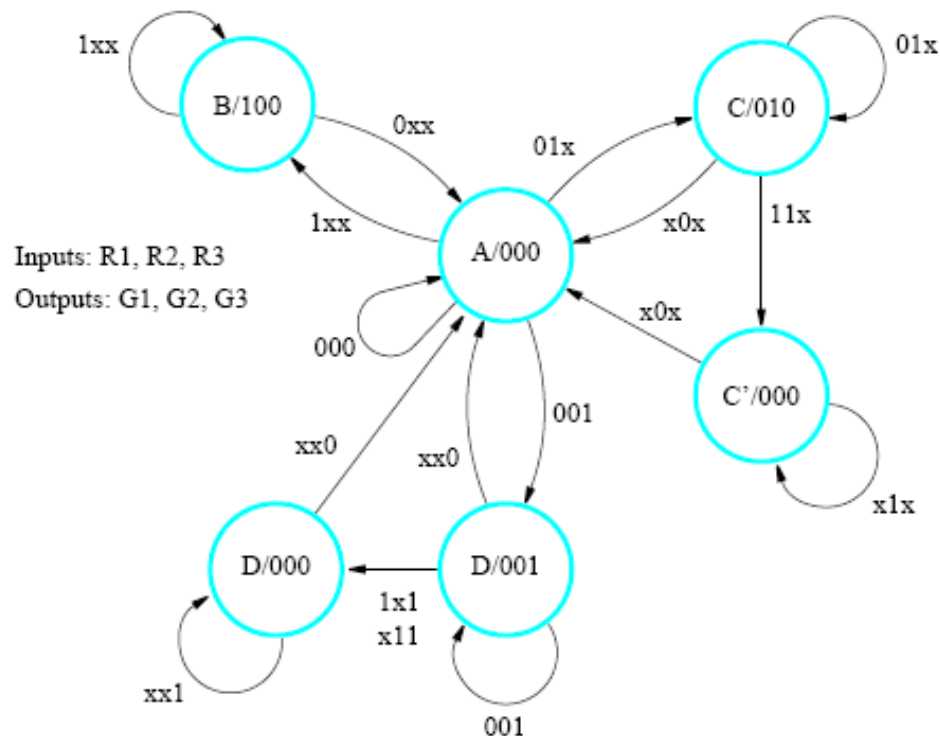 1xx
B/100
0xx
01x
C/010
01x
1xx
A/000
x0x
11x
Inputs: R1, R2, R3
Outputs: G1, G2, G3
000
x0x
C’/000
xx0
xx0
001
x1x
D/000
D/001
1x1
x11
xx1
001